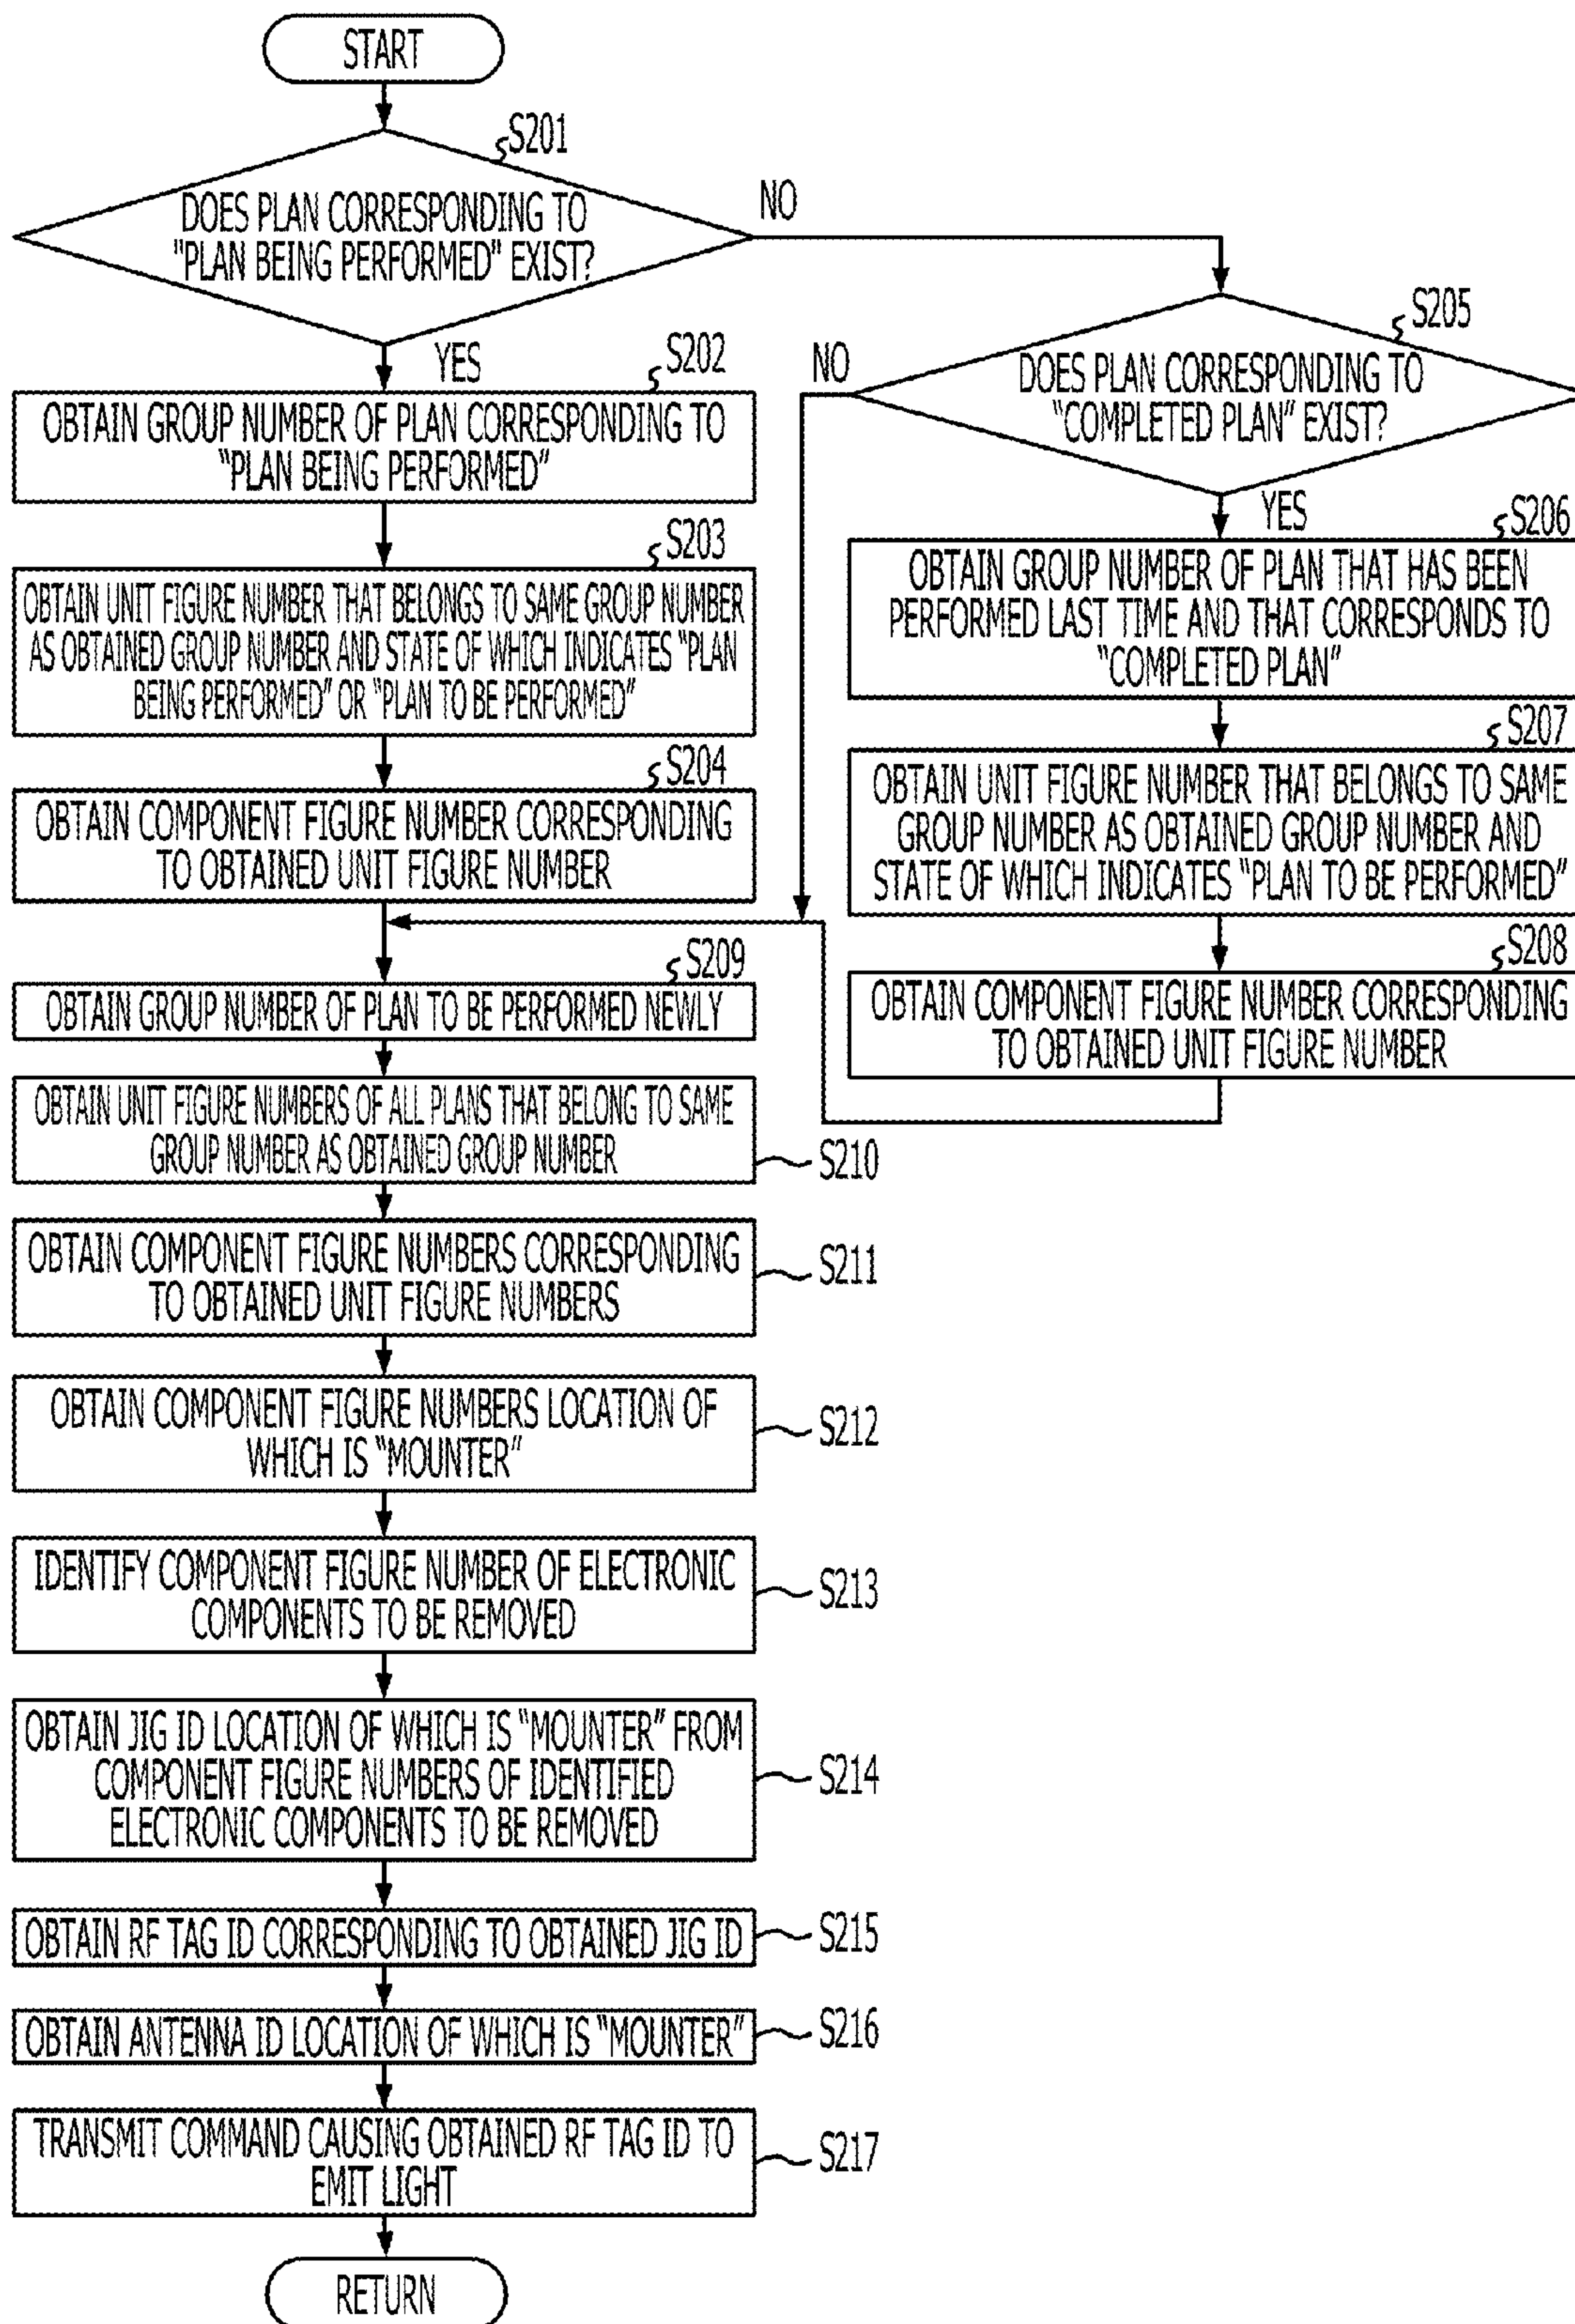 START
S201
DOES PLAN CORRESPONDING TO
"PLAN BEING PERFORMED" EXIST?
NO
YES
S202
OBTAIN GROUP NUMBER OF PLAN CORRESPONDING TO
“PLAN BEING PERFORMED”
S203
OBTAIN UNIT FIGURE NUMBER THAT BELONGS TO SAME GROUP NUMBER
AS OBTAINED GROUP NUMBER AND STATE OF WHICH INDICATES “PLAN
BEING PERFORMED” OR “PLAN TO BE PERFORMED”
S204
OBTAIN COMPONENT FIGURE NUMBER CORRESPONDING
TO OBTAINED UNIT FIGURE NUMBER
S205
DOES PLAN CORRESPONDING TO
“COMPLETED PLAN” EXIST?
NO
YES
S206
OBTAIN GROUP NUMBER OF PLAN THAT HAS BEEN
PERFORMED LAST TIME AND THAT CORRESPONDS TO
“COMPLETED PLAN”
S207
OBTAIN UNIT FIGURE NUMBER THAT BELONGS TO SAME
GROUP NUMBER AS OBTAINED GROUP NUMBER AND
STATE OF WHICH INDICATES “PLAN TO BE PERFORMED”
S208
OBTAIN COMPONENT FIGURE NUMBER CORRESPONDING
TO OBTAINED UNIT FIGURE NUMBER
S209
OBTAIN GROUP NUMBER OF PLAN TO BE PERFORMED NEWLY
OBTAIN UNIT FIGURE NUMBERS OF ALL PLANS THAT BELONG TO SAME
GROUP NUMBER AS OBTAINED GROUP NUMBER
S210
OBTAIN COMPONENT FIGURE NUMBERS CORRESPONDING
TO OBTAINED UNIT FIGURE NUMBERS
S211
OBTAIN COMPONENT FIGURE NUMBERS LOCATION OF
WHICH IS “MOUNTER”
S212
IDENTIFY COMPONENT FIGURE NUMBER OF ELECTRONIC
COMPONENTS TO BE REMOVED
S213
OBTAIN JIG ID LOCATION OF WHICH IS “MOUNTER” FROM
COMPONENT FIGURE NUMBERS OF IDENTIFIED
ELECTRONIC COMPONENTS TO BE REMOVED
S214
OBTAIN RF TAG ID CORRESPONDING TO OBTAINED JIG ID
S215
OBTAIN ANTENNA ID LOCATION OF WHICH IS “MOUNTER”
S216
TRANSMIT COMMAND CAUSING OBTAINED RF TAG ID TO
EMIT LIGHT
S217
RETURN